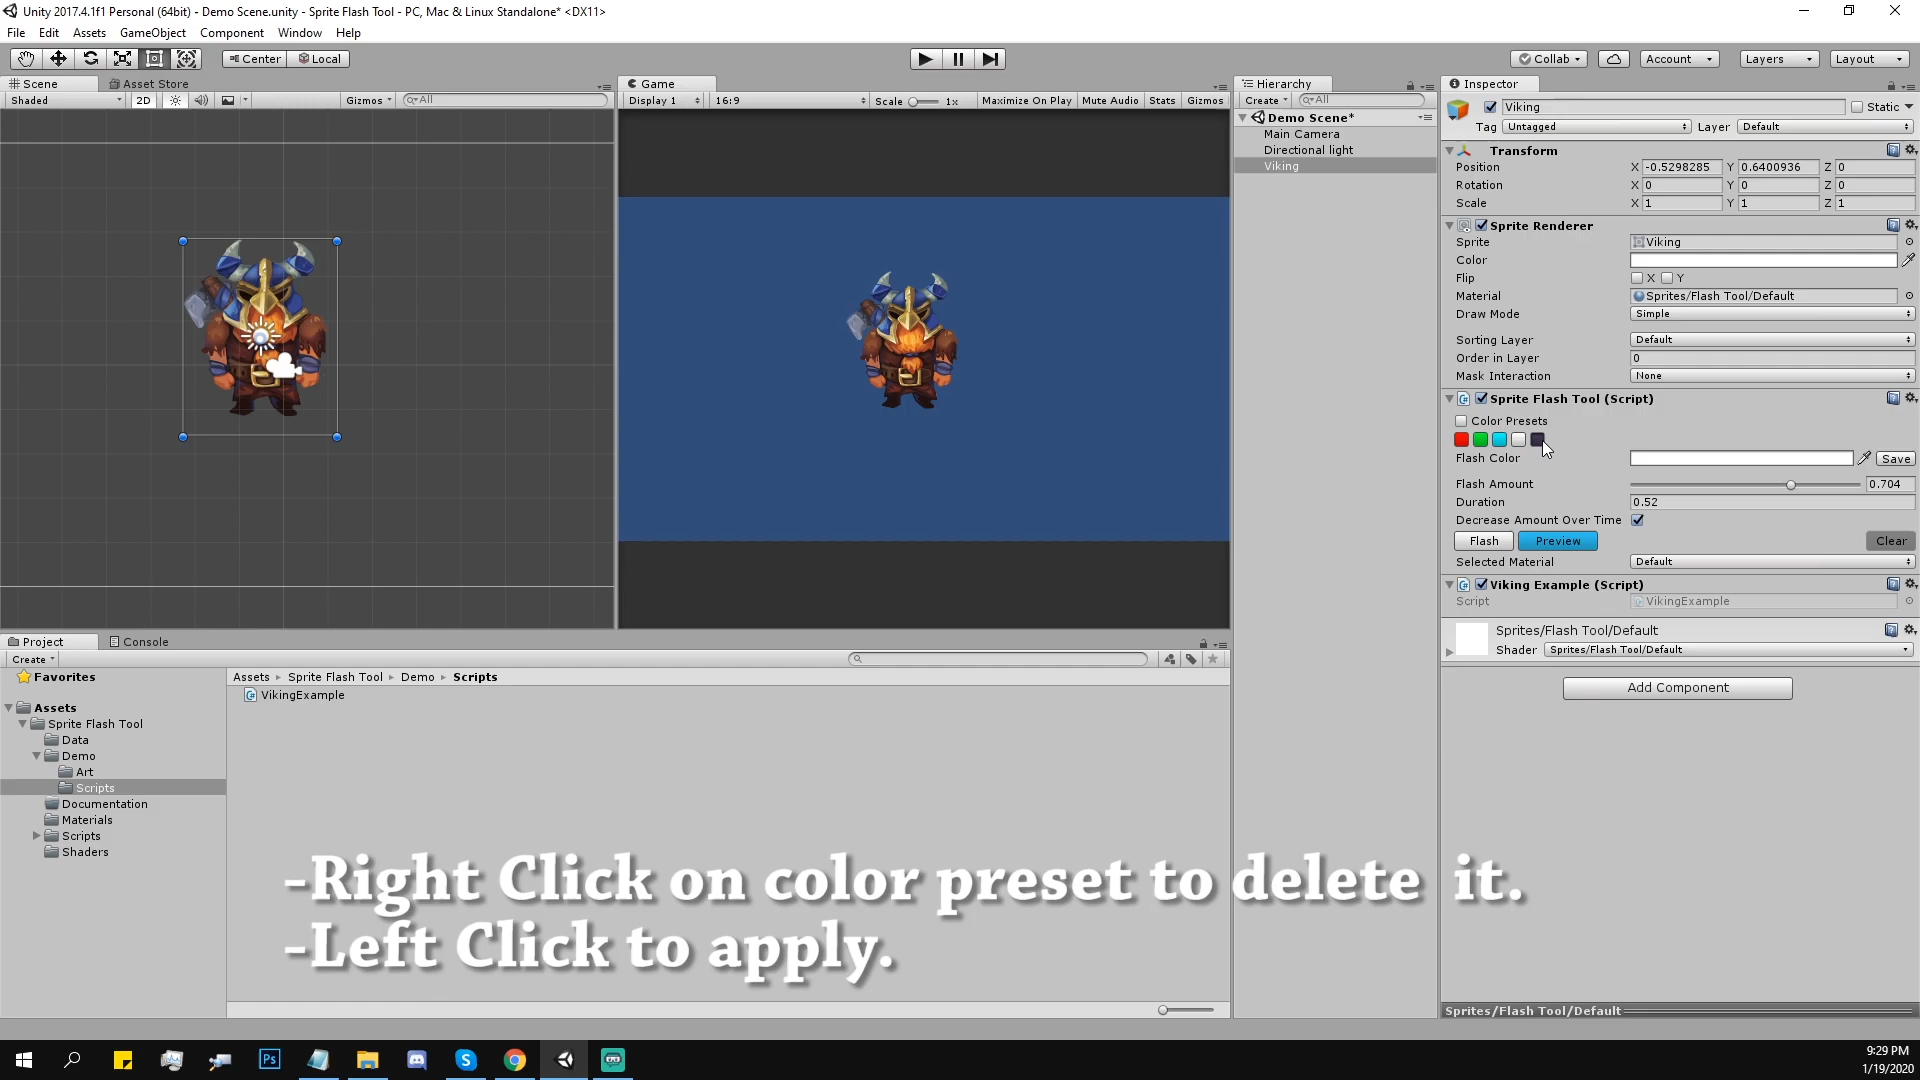 Unity 2017.4.1f1 Personal (64bit) - Demo Scene.unity - Sprite Flash Tool - PC, Mac & Linux Standalone* <DX11>
File Edit Assets GameObject Component Window Help
Center Local Collab Account Layers Layout
Scene Asset Store Game Hierarchy Inspector
Shaded 2D Gizmos All Display 1 16:9 Scale 1x Maximize On Play Mute Audio Stats Gizmos Create All
Viking Static
Demo Scene*
Main Camera
Directional light
Viking
Tag Untagged Layer Default
Transform
Position X -0.5298285 Y 0.6400936 Z 0
Rotation X 0 Y 0 Z 0
Scale X 1 Y 1 Z 1
Sprite Renderer
Sprite Viking
Color
Flip X Y
Material Sprites/Flash Tool/Default
Draw Mode Simple
Sorting Layer Default
Order in Layer 0
Mask Interaction None
Sprite Flash Tool (Script)
Color Presets
Flash Color Save
Flash Amount 0.704
Duration 0.52
Decrease Amount Over Time
Flash Preview Clear
Selected Material Default
Viking Example (Script)
Script VikingExample
Sprites/Flash Tool/Default
Shader Sprites/Flash Tool/Default
Add Component
Project Console
Create
Favorites
Assets
Sprite Flash Tool
Data
Demo
Art
Scripts
Documentation
Materials
Scripts
Shaders
Assets Sprite Flash Tool Demo Scripts
VikingExample
-Right Click on color preset to delete it.
-Left Click to apply.
Sprites/Flash Tool/Default
Ps
9:29 PM
1/19/2020